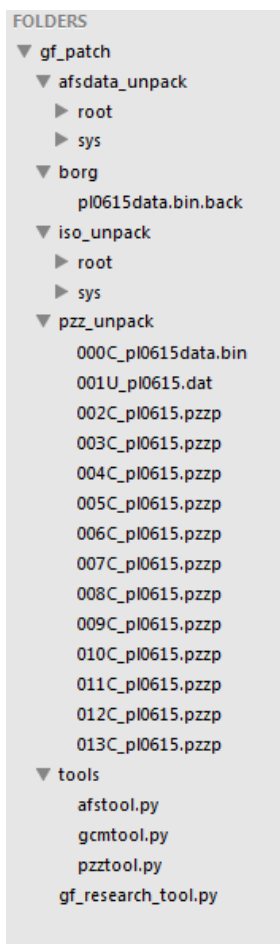 FOLDERS
gf_patch
afsdata_unpack
root
sys
borg
pl0615data.bin.back
iso_unpack
root
sys
pzz_unpack
000C_pl0615data.bin
001U_pl0615.dat
002C_pl0615.pzzp
003C_pl0615.pzzp
004C_pl0615.pzzp
005C_pl0615.pzzp
006C_pl0615.pzzp
007C_pl0615.pzzp
008C_pl0615.pzzp
009C_pl0615.pzzp
010C_pl0615.pzzp
011C_pl0615.pzzp
012C_pl0615.pzzp
013C_pl0615.pzzp
tools
afstool.py
gcmtool.py
pzztool.py
gf_research_tool.py